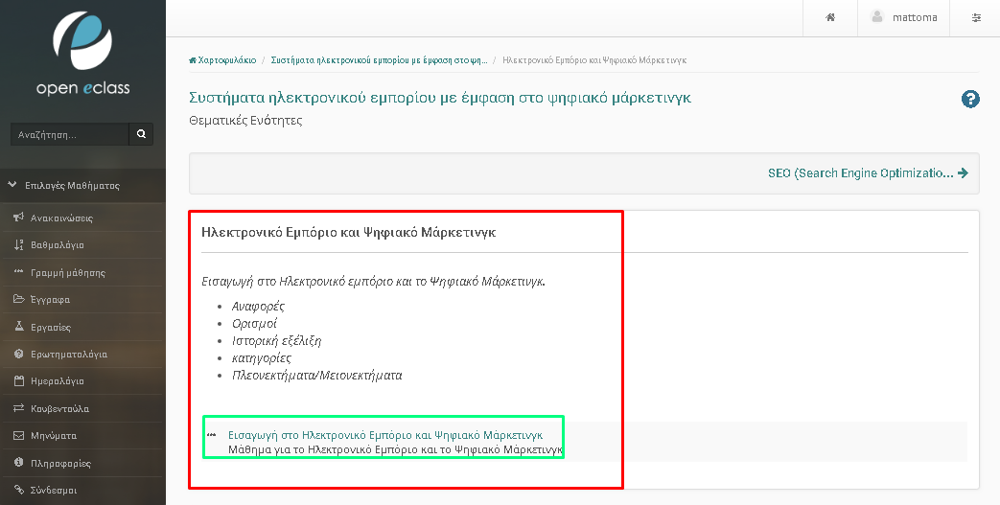 open eclass
Αναζήτηση...
Επιλογές Μαθήματος
Ανακοινώσεις
Βαθμολόγιο
Γραμμή μάθησης
Έγγραφα
Εργασίες
Ερωτηματολόγια
Ημερολόγιο
Κουβεντούλα
Μηνύματα
Πληροφορίες
Σύνδεσμοι
mattoma
Χαρτοφυλάκιο / Συστήματα ηλεκτρονικού εμπορίου με έμφαση στο ψη... / Ηλεκτρονικό Εμπόριο και Ψηφιακό Μάρκετινγκ
Συστήματα ηλεκτρονικού εμπορίου με έμφαση στο ψηφιακό μάρκετινγκ
Θεματικές Ενότητες
SEO (Search Engine Optimizatio...
Ηλεκτρονικό Εμπόριο και Ψηφιακό Μάρκετινγκ
Εισαγωγή στο Ηλεκτρονικό εμπόριο και το Ψηφιακό Μάρκετινγκ.
• Αναφορές
• Ορισμοί
• Ιστορική εξέλιξη
• κατηγορίες
• Πλεονεκτήματα/Μειονεκτήματα
Εισαγωγή στο Ηλεκτρονικό Εμπόριο και Ψηφιακό Μάρκετινγκ
Μάθημα για το Ηλεκτρονικό Εμπόριο και το Ψηφιακό Μάρκετινγκ